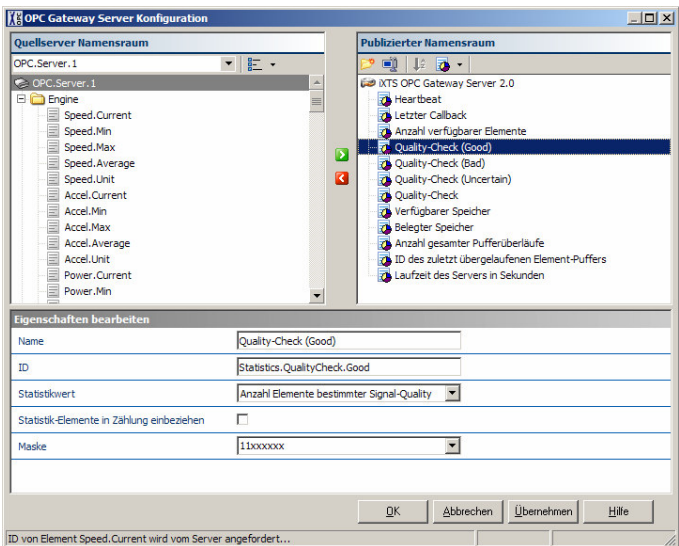 OPC Gateway Server Konfiguration
Quellserver Namensraum
OPC.Server.1
OPC.Server.1
Engine
Speed.Current
Speed.Min
Speed.Max
Speed.Average
Speed.Unit
Accel.Current
Accel.Min
Accel.Max
Accel.Average
Accel.Unit
Power.Current
Power.Min
Publizierter Namensraum
iXTS OPC Gateway Server 2.0
Heartbeat
Letzter Callback
Anzahl verfügbarer Elemente
Quality-Check (Good)
Quality-Check (Bad)
Quality-Check (Uncertain)
Quality-Check
Verfügbarer Speicher
Belegter Speicher
Anzahl gesamter Pufferüberläufe
ID des zuletzt übergelaufenen Element-Puffers
Laufzeit des Servers in Sekunden
Eigenschaften bearbeiten
Name Quality-Check (Good)
ID Statistics.QualityCheck.Good
Statistikwert Anzahl Elemente bestimmter Signal-Quality
Statistik-Elemente in Zählung einbeziehen
Maske 11xxxxxx
OK Abbrechen Übernehmen Hilfe
ID von Element Speed.Current wird vom Server angefordert...